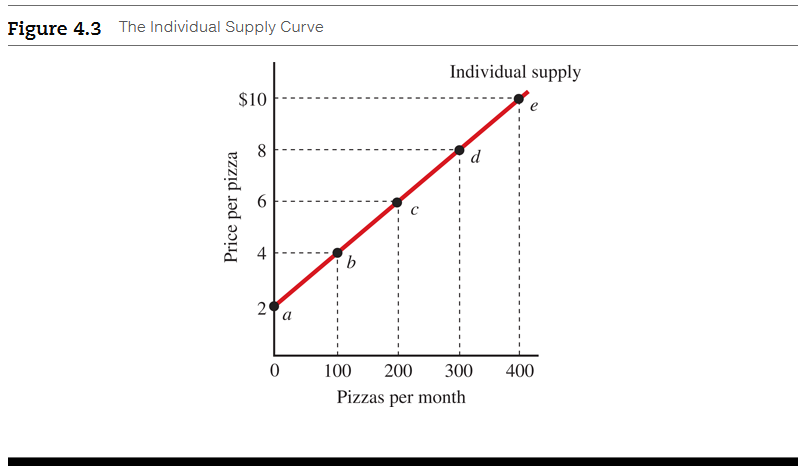 Figure 4.3 The Individual Supply Curve
Individual supply
$10
e
8
d
Price per pizza
6
c
4
b
2
a
0 100 200 300 400
Pizzas per month